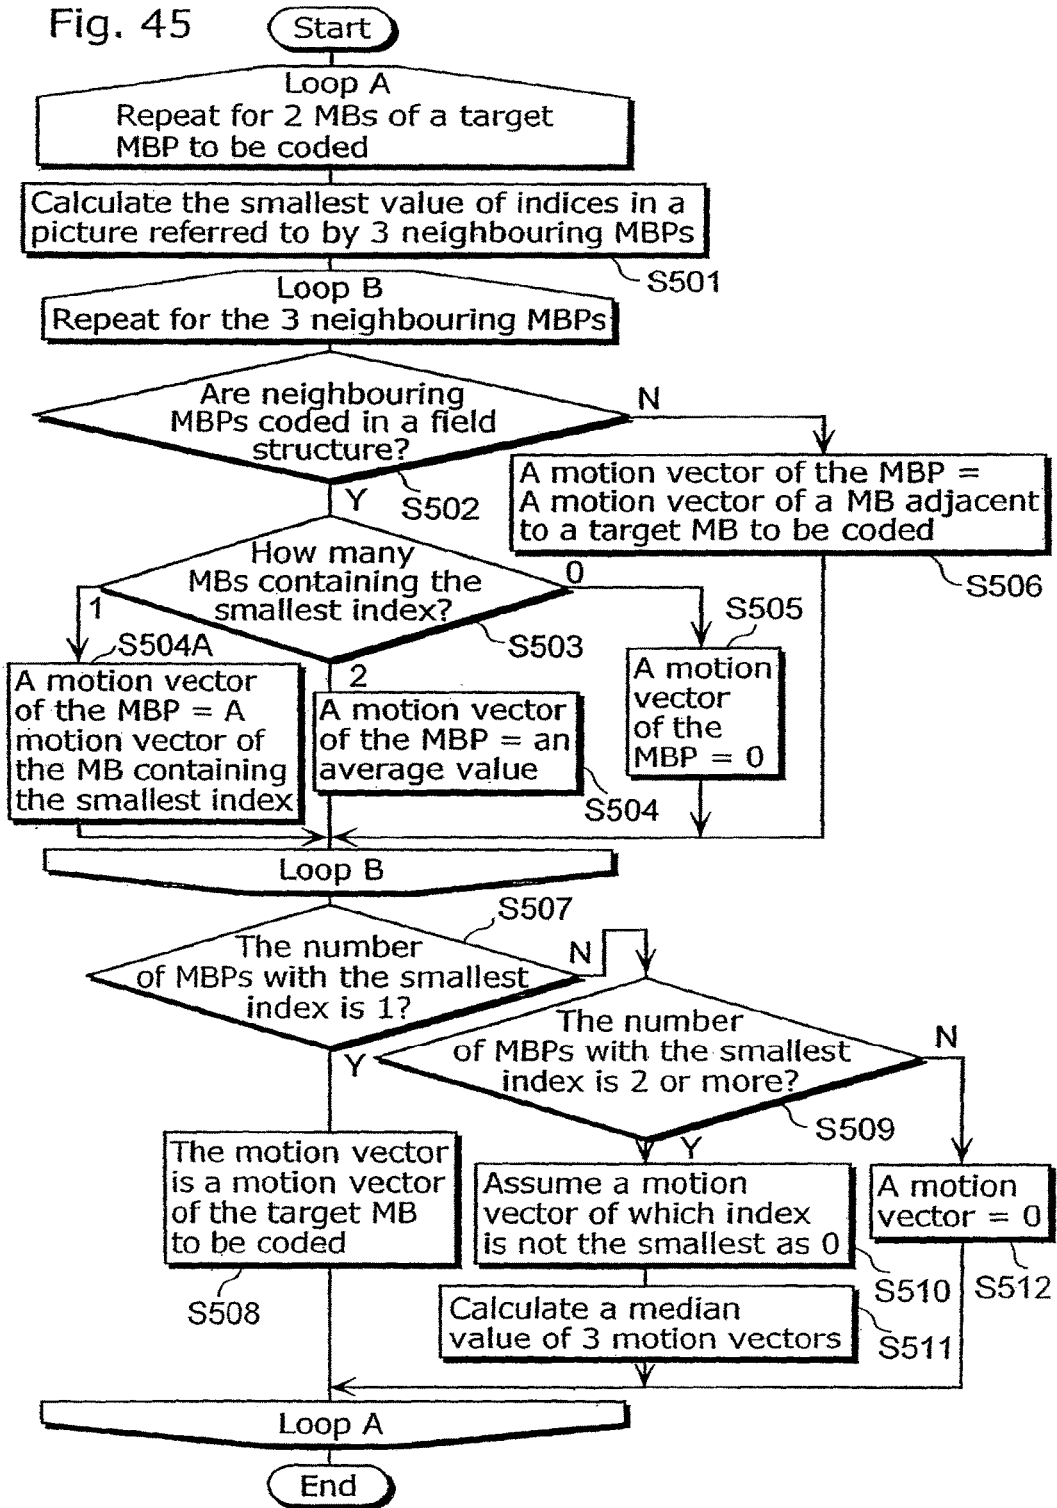 Fig. 45
Start
Loop A
Repeat for 2 MBs of a target
MBP to be coded
Calculate the smallest value of indices in a
picture referred to by 3 neighbouring MBPs
S501
Loop B
Repeat for the 3 neighbouring MBPs
Are neighbouring
MBPs coded in a field
structure?
N
Y
S502
A motion vector of the MBP =
A motion vector of a MB adjacent
to a target MB to be coded
S506
How many
MBs containing the
smallest index?
0
1
2
S503
S504A
A motion vector
of the MBP = A
motion vector of
the MB containing
the smallest index
A motion vector
of the MBP = an
average value
S504
S505
A motion
vector
of the
MBP = 0
Loop B
S507
The number
of MBPs with the smallest
index is 1?
N
Y
The number
of MBPs with the smallest
index is 2 or more?
N
Y
S509
The motion vector
is a motion vector
of the target MB
to be coded
S508
Assume a motion
vector of which index
is not the smallest as 0
S510
A motion
vector = 0
S512
Calculate a median
value of 3 motion vectors
S511
Loop A
End